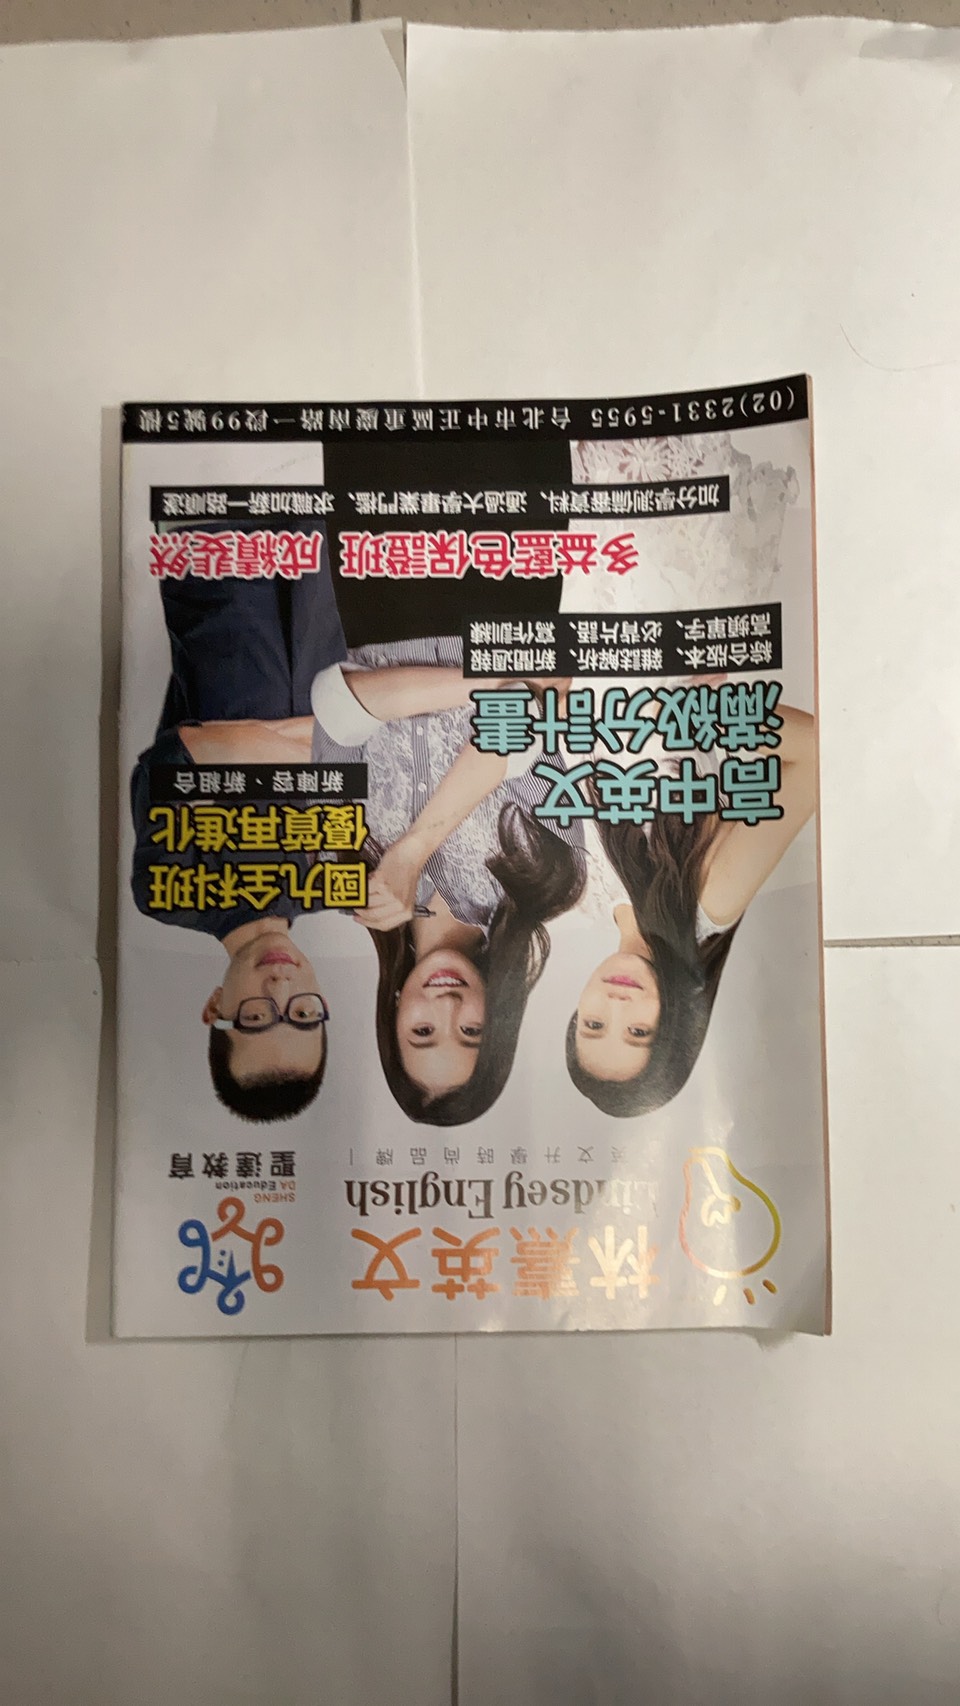 林熹英文
Lindsey English
英文升學時尚品牌
SHENG
DA Education
聖達教育
國九全科班
優質再進化
新陣容、新組合
高中英文
滿級分計畫
綜合版本、雜誌解析、新聞週報
高頻單字、必背片語、寫作訓練
多益藍色保證班 成績斐然
加分學測備審資料、通過大學畢業門檻、求職加薪一路順遂
(02)2331-5955 台北市中正區重慶南路一段99號5樓